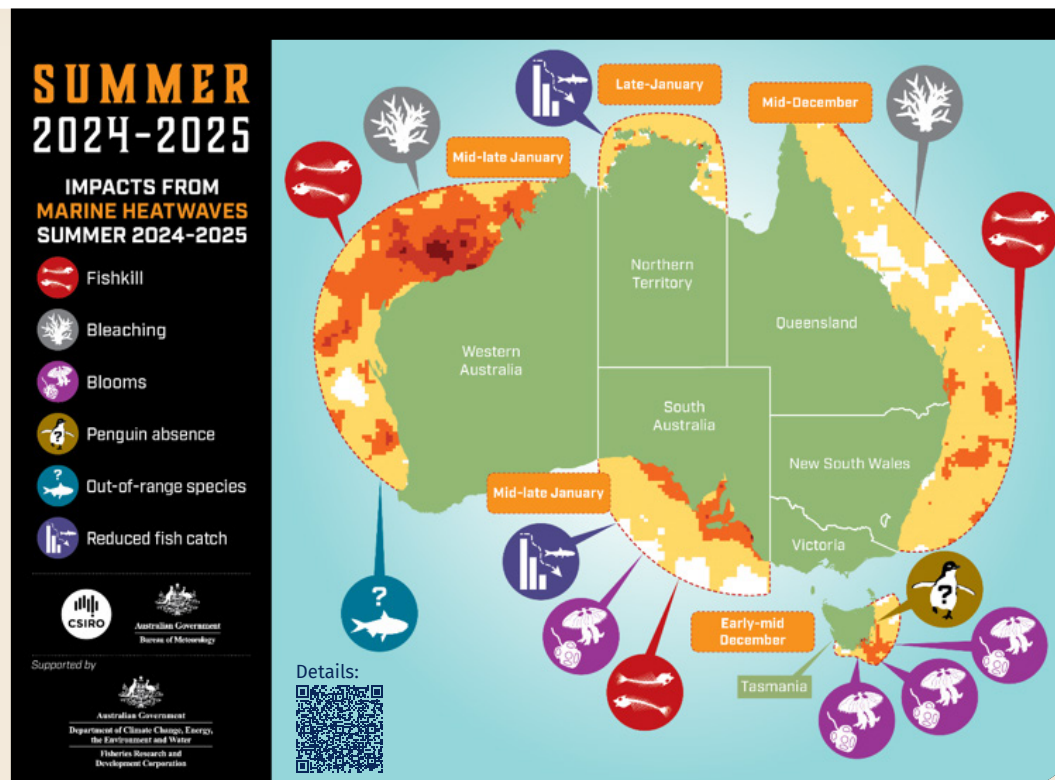 SUMMER
2024-2025
IMPACTS FROM
MARINE HEATWAVES
SUMMER 2024-2025
Fishkill
Bleaching
Blooms
Penguin absence
Out-of-range species
Reduced fish catch
CSIRO
Australian Government
Bureau of Meteorology
Supported by
Australian Government
Department of Climate Change, Energy,
the Environment and Water
Fisheries Research and
Development Corporation
Late-January
Mid-December
Mid-late January
Northern
Territory
Queensland
Western
Australia
South
Australia
New South Wales
Mid-late January
Victoria
?
?
Early-mid
December
Tasmania
Details: